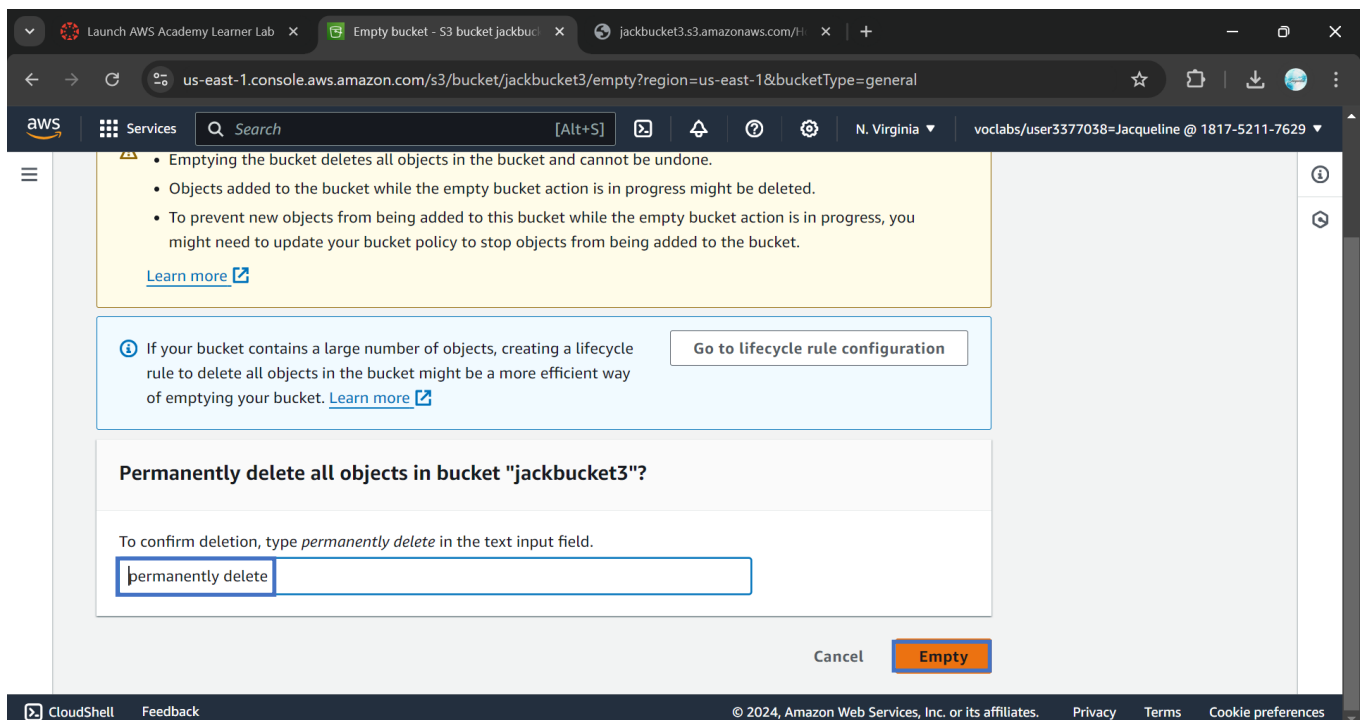 Launch AWS Academy Learner Lab
Empty bucket - S3 bucket jackbuc
jackbucket3.s3.amazonaws.com/H
us-east-1.console.aws.amazon.com/s3/bucket/jackbucket3/empty?region=us-east-1&bucketType=general
aws
Services
Search
[Alt+S]
N. Virginia
voclabs/user3377038=Jacqueline @ 1817-5211-7629
• Emptying the bucket deletes all objects in the bucket and cannot be undone.
• Objects added to the bucket while the empty bucket action is in progress might be deleted.
• To prevent new objects from being added to this bucket while the empty bucket action is in progress, you
might need to update your bucket policy to stop objects from being added to the bucket.
Learn more
If your bucket contains a large number of objects, creating a lifecycle
rule to delete all objects in the bucket might be a more efficient way
of emptying your bucket. Learn more
Go to lifecycle rule configuration
Permanently delete all objects in bucket "jackbucket3"?
To confirm deletion, type permanently delete in the text input field.
permanently delete
Cancel
Empty
CloudShell
Feedback
© 2024, Amazon Web Services, Inc. or its affiliates.
Privacy
Terms
Cookie preferences